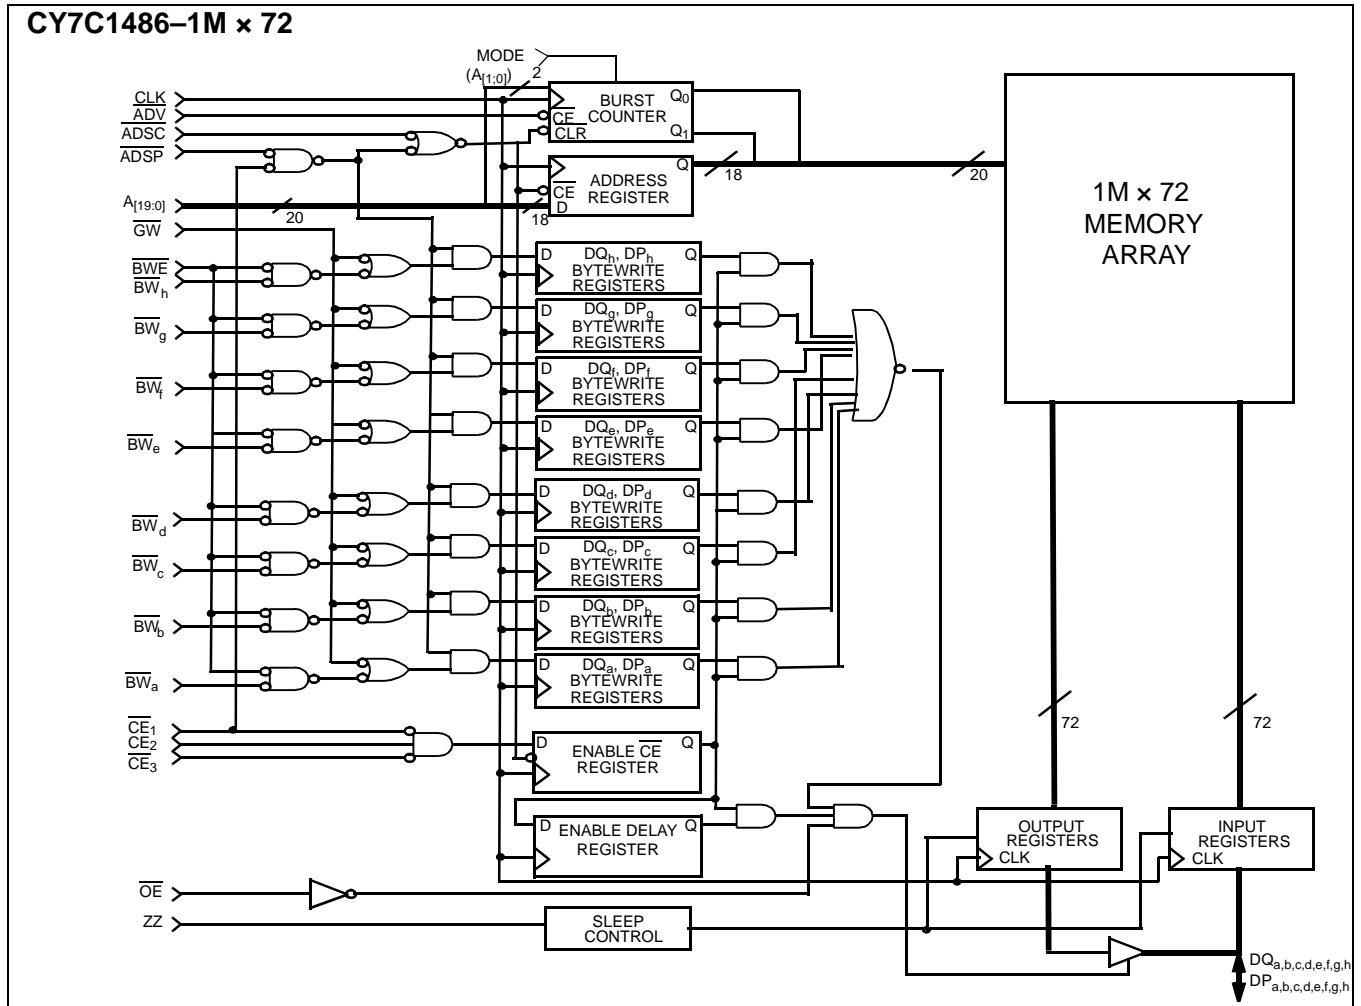 CY7C1486–1M × 72
MODE
(A[1;0])
2
CLK
ADV
ADSC
ADSP
A[19:0]
20
GW
BWE
BWh
BWg
BWf
BWe
BWd
BWc
BWb
BWa
CE1
CE2
CE3
OE
ZZ
BURST
COUNTER
CE
CLR
Q0
Q1
ADDRESS
REGISTER
CE
D
Q
18
18
20
1M × 72
MEMORY
ARRAY
D
DQh, DPh
BYTEWRITE
REGISTERS
Q
D
DQg, DPg
BYTEWRITE
REGISTERS
Q
D
DQf, DPf
BYTEWRITE
REGISTERS
Q
D
DQe, DPe
BYTEWRITE
REGISTERS
Q
D
DQd, DPd
BYTEWRITE
REGISTERS
Q
D
DQc, DPc
BYTEWRITE
REGISTERS
Q
D
DQb, DPb
BYTEWRITE
REGISTERS
Q
D
DQa, DPa
BYTEWRITE
REGISTERS
Q
D
ENABLE CE
REGISTER
Q
D
ENABLE DELAY
REGISTER
Q
SLEEP
CONTROL
72
72
OUTPUT
REGISTERS
CLK
INPUT
REGISTERS
CLK
DQa,b,c,d,e,f,g,h
DPa,b,c,d,e,f,g,h